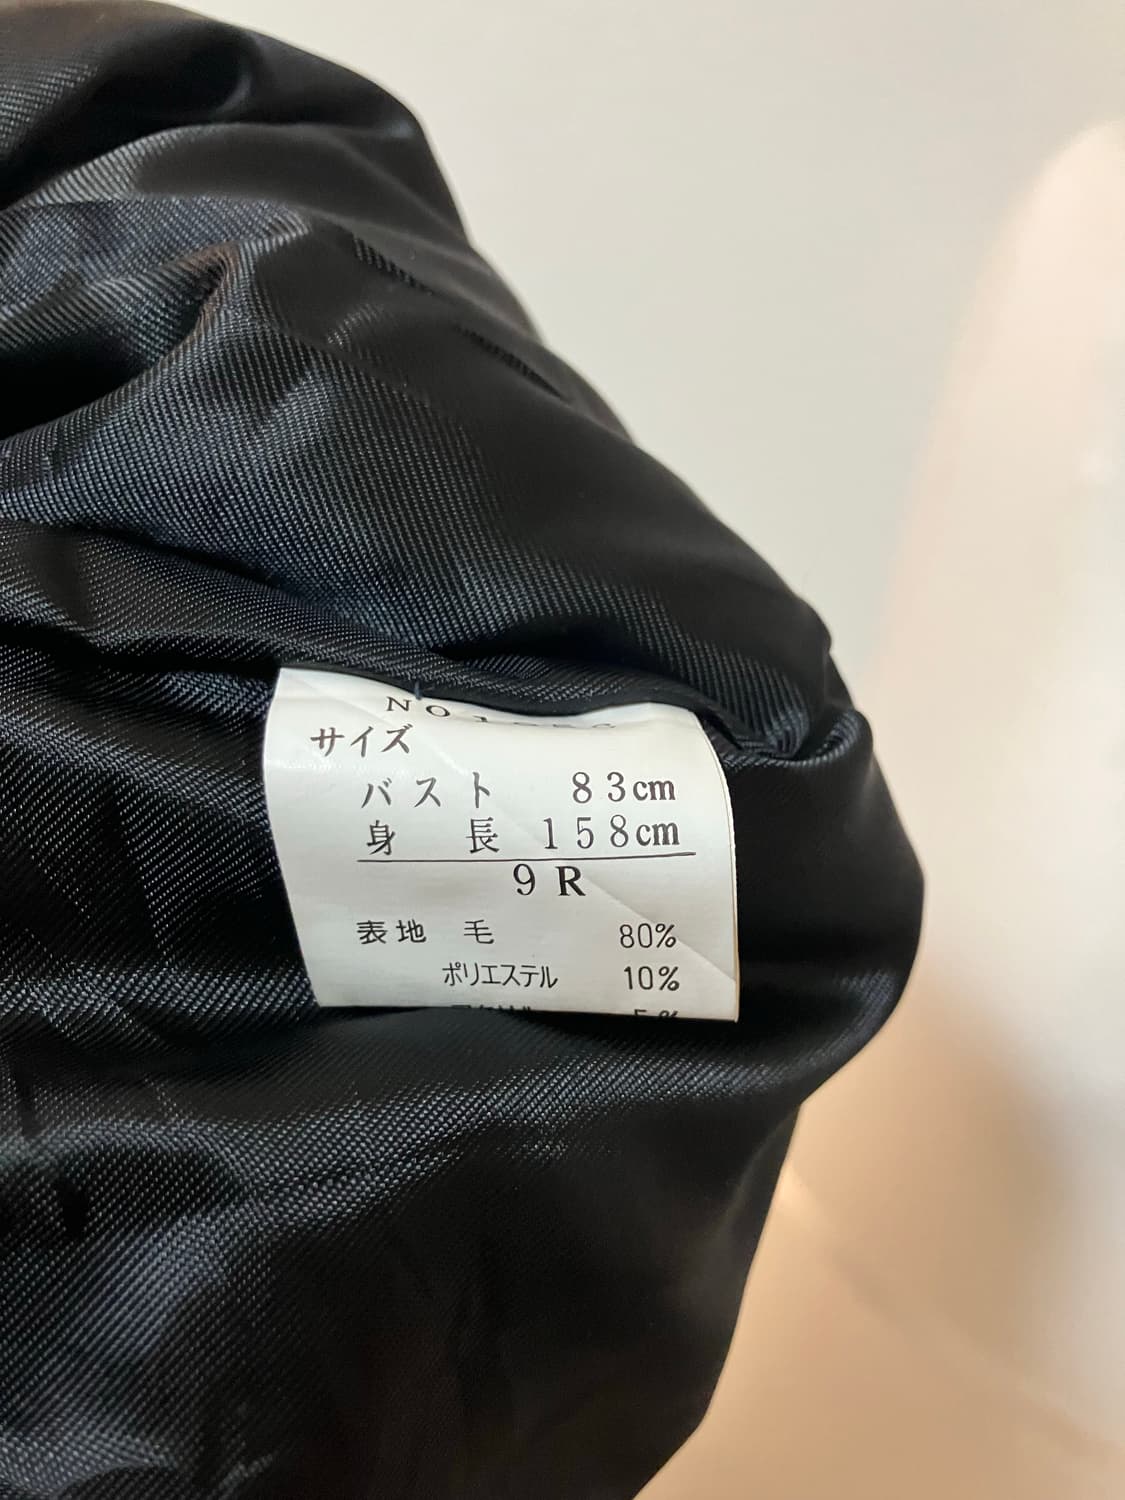 サイズ
バスト 83cm
身長 158cm
9R
表地 毛 80%
ポリエステル 10%